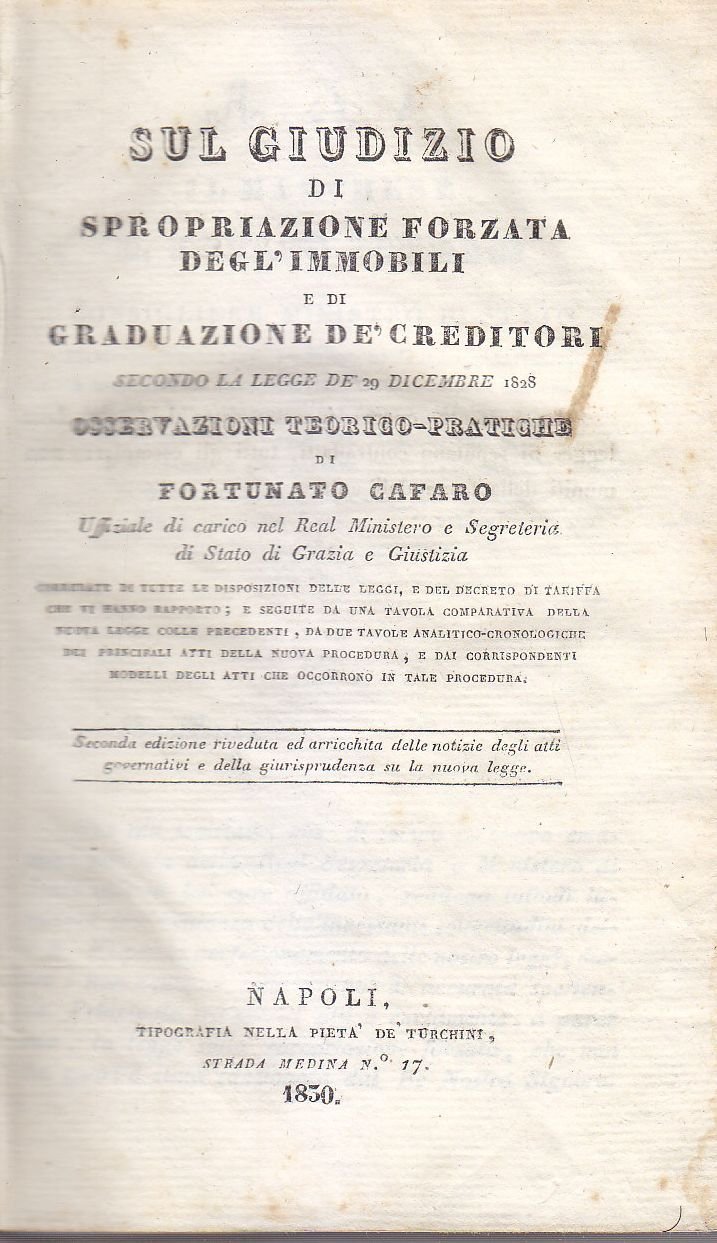 SUL GIUDIZIO
DI
SPROPRIAZIONE FORZATA
DEGL' IMMOBILI
E DI
GRADUAZIONE DE' CREDITORI
SECONDO LA LEGGE DE' 29 DICEMBRE 1828
OSSERVAZIONI TEORICO-PRATICHE
DI
FORTUNATO CAFARO
Uffiziale di carico nel Real Ministero e Segreteria
di Stato di Grazia e Giustizia
CORREDATE DI TUTTE LE DISPOSIZIONI DELLE LEGGI, E DEL DECRETO DI TARIFFA
CHE VI HANNO RAPPORTO; E SEGUITE DA UNA TAVOLA COMPARATIVA DELLA
NUOVA LEGGE COLLE PRECEDENTI, DA DUE TAVOLE ANALITICO-CRONOLOGICHE
DEI PRINCIPALI ATTI DELLA NUOVA PROCEDURA, E DAI CORRISPONDENTI
MODELLI DEGLI ATTI CHE OCCORRONO IN TALE PROCEDURA.
Seconda edizione riveduta ed arricchita delle notizie degli atti
governativi e della giurisprudenza su la nuova legge.
NAPOLI,
TIPOGRAFIA NELLA PIETA' DE' TURCHINI,
STRADA MEDINA N.° 17.
1830.